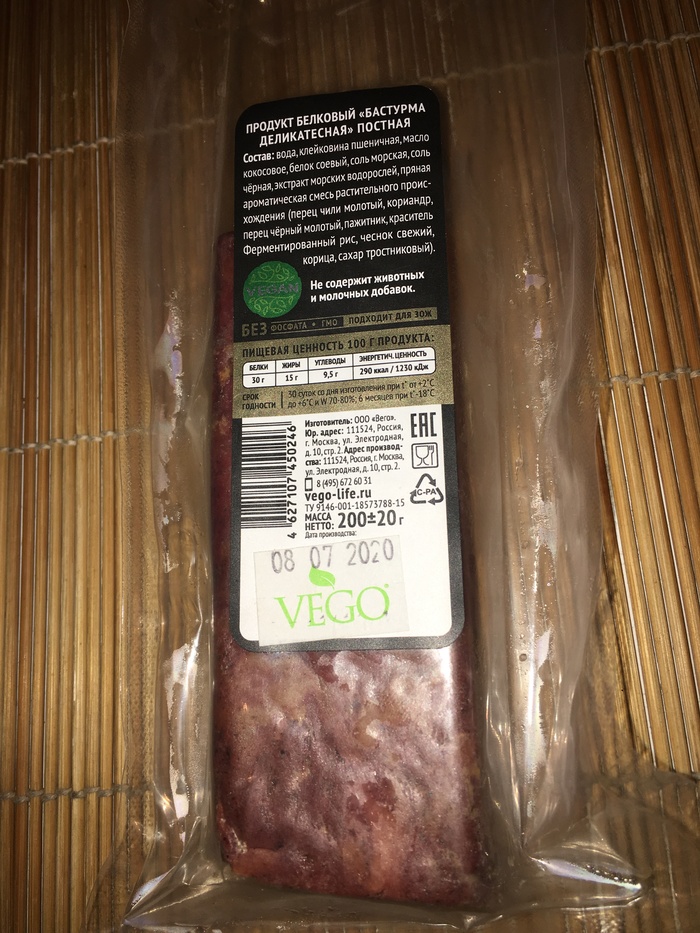 ПРОДУКТ БЕЛКОВЫЙ «БАСТУРМА
ДЕЛИКАТЕСНАЯ» ПОСТНАЯ
Состав: вода, клейковина пшеничная, масло
кокосовое, белок соевый, соль морская, соль
чёрная, экстракт морских водорослей, пряная
ароматическая смесь растительного проис-
хождения (перец чили молотый, кориандр,
перец чёрный молотый, пажитник, краситель
Ферментированный рис, чеснок свежий,
корица, сахар тростниковый).
VEGAN
Не содержит животных
и молочных добавок.
БЕЗ ФОСФАТА • ГМО ПОДХОДИТ ДЛЯ ЗОЖ
ПИЩЕВАЯ ЦЕННОСТЬ 100 Г ПРОДУКТА:
БЕЛКИ ЖИРЫ УГЛЕВОДЫ ЭНЕРГЕТИЧ. ЦЕННОСТЬ
30 г 15 г 9,5 г 290 ккал / 1230 кДж
СРОК ГОДНОСТИ
30 суток со дня изготовления при t° от +2°C
до +6°C и W 70-80%; 6 месяцев при t°-18°C
Изготовитель: ООО «Вего».
Юр. адрес: 111524, Россия,
г. Москва, ул. Электродная,
д. 10, стр. 2. Адрес производ-
ства: 111524, Россия, г. Москва,
ул. Электродная, д. 10, стр. 2.
8 (495) 672 60 31
vego-life.ru
ТУ 9146-001-18573788-15
МАССА
НЕТТО: 200±20 г
Дата производства:
EAC
C-PAP
4 627107 450246
08 07 2020
VEGO